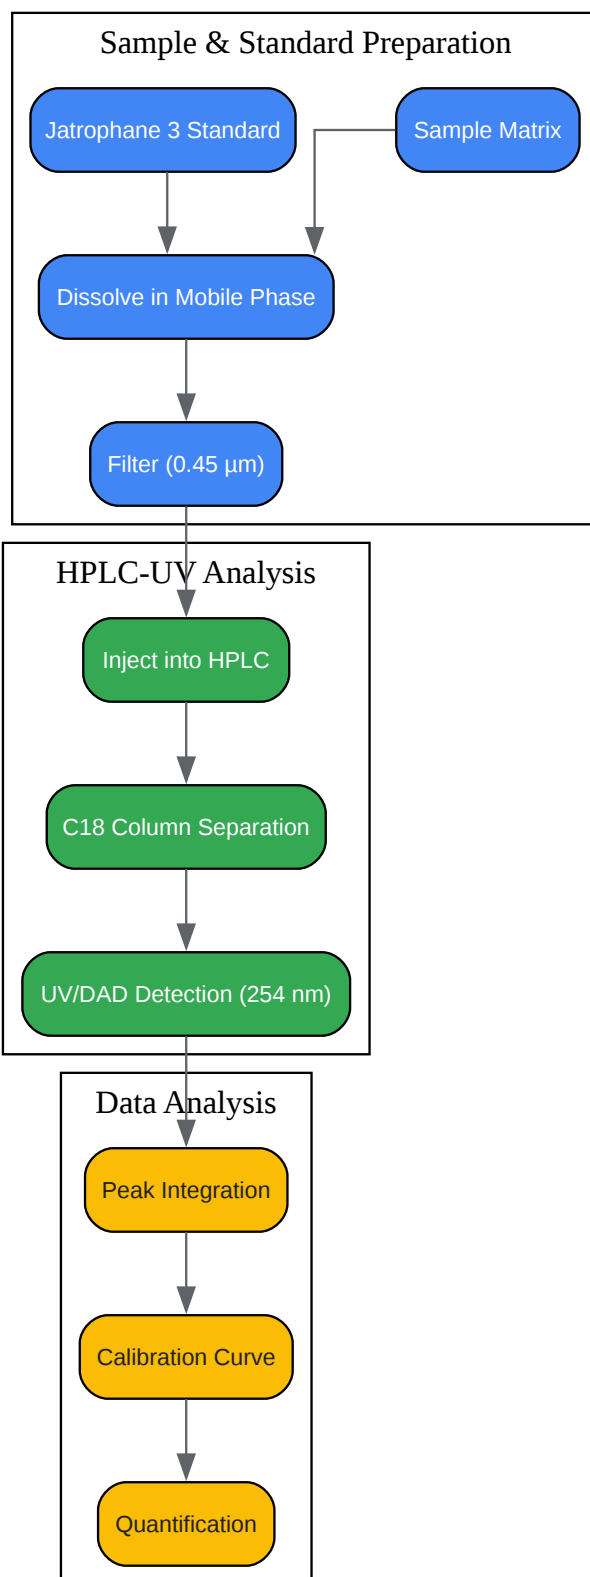 Sample & Standard Preparation
Jatrophane 3 Standard
Sample Matrix
Dissolve in Mobile Phase
Filter (0.45 µm)
HPLC-UV Analysis
Inject into HPLC
C18 Column Separation
UV/DAD Detection (254 nm)
Data Analysis
Peak Integration
Calibration Curve
Quantification